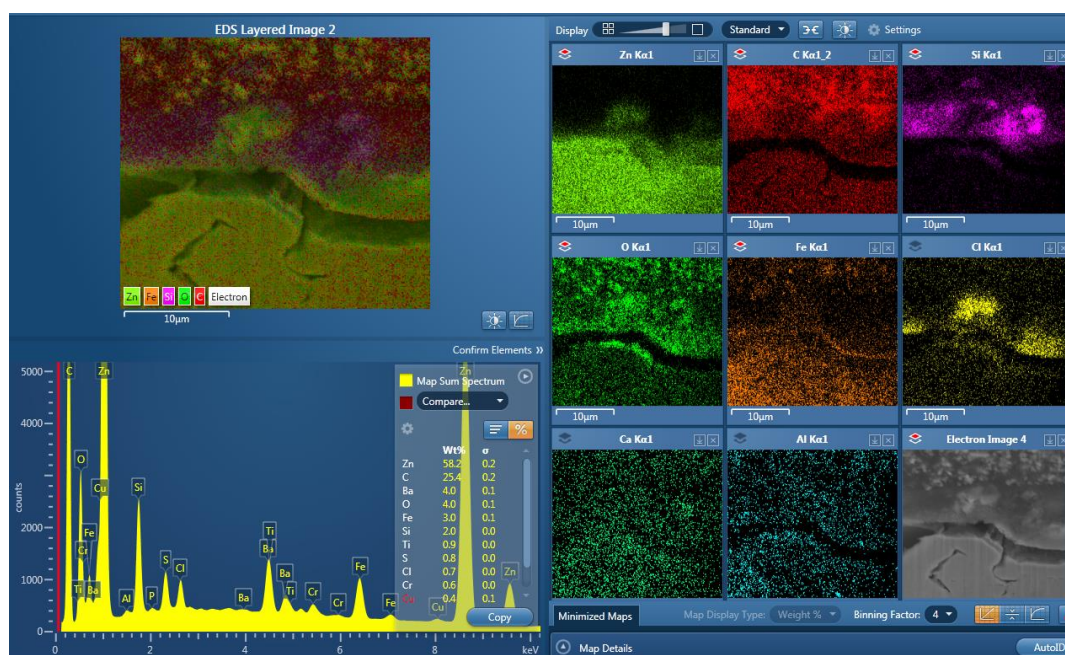 EDS Layered Image 2
Zn Fe Si O C Electron
10µm
Confirm Elements »
5000
4000
3000
2000
1000
0
counts
0 2 4 6 8 keV
C
Zn
O
Cu
Fe
Cr
Ti
Ba
Al
P
Si
S
Cl
Ba
Ti
Ba
Ba
Ti
Cr
Cr
Fe
Fe
Cu
Zn
Zn
Map Sum Spectrum
Compare...
%
Wt% σ
Zn 58.2 0.2
C 25.4 0.2
Ba 4.0 0.1
O 4.0 0.1
Fe 3.0 0.1
Si 2.0 0.0
Ti 0.9 0.0
S 0.8 0.0
Cl 0.7 0.0
Cr 0.6 0.0
Cu 0.4 0.1
Copy
Display Standard Settings
Zn Kα1
10µm
C Kα1_2
10µm
Si Kα1
10µm
O Kα1
10µm
Fe Kα1
10µm
Cl Kα1
10µm
Ca Kα1
Al Kα1
Electron Image 4
Minimized Maps Map Display Type: Weight % Binning Factor: 4
Map Details AutoID